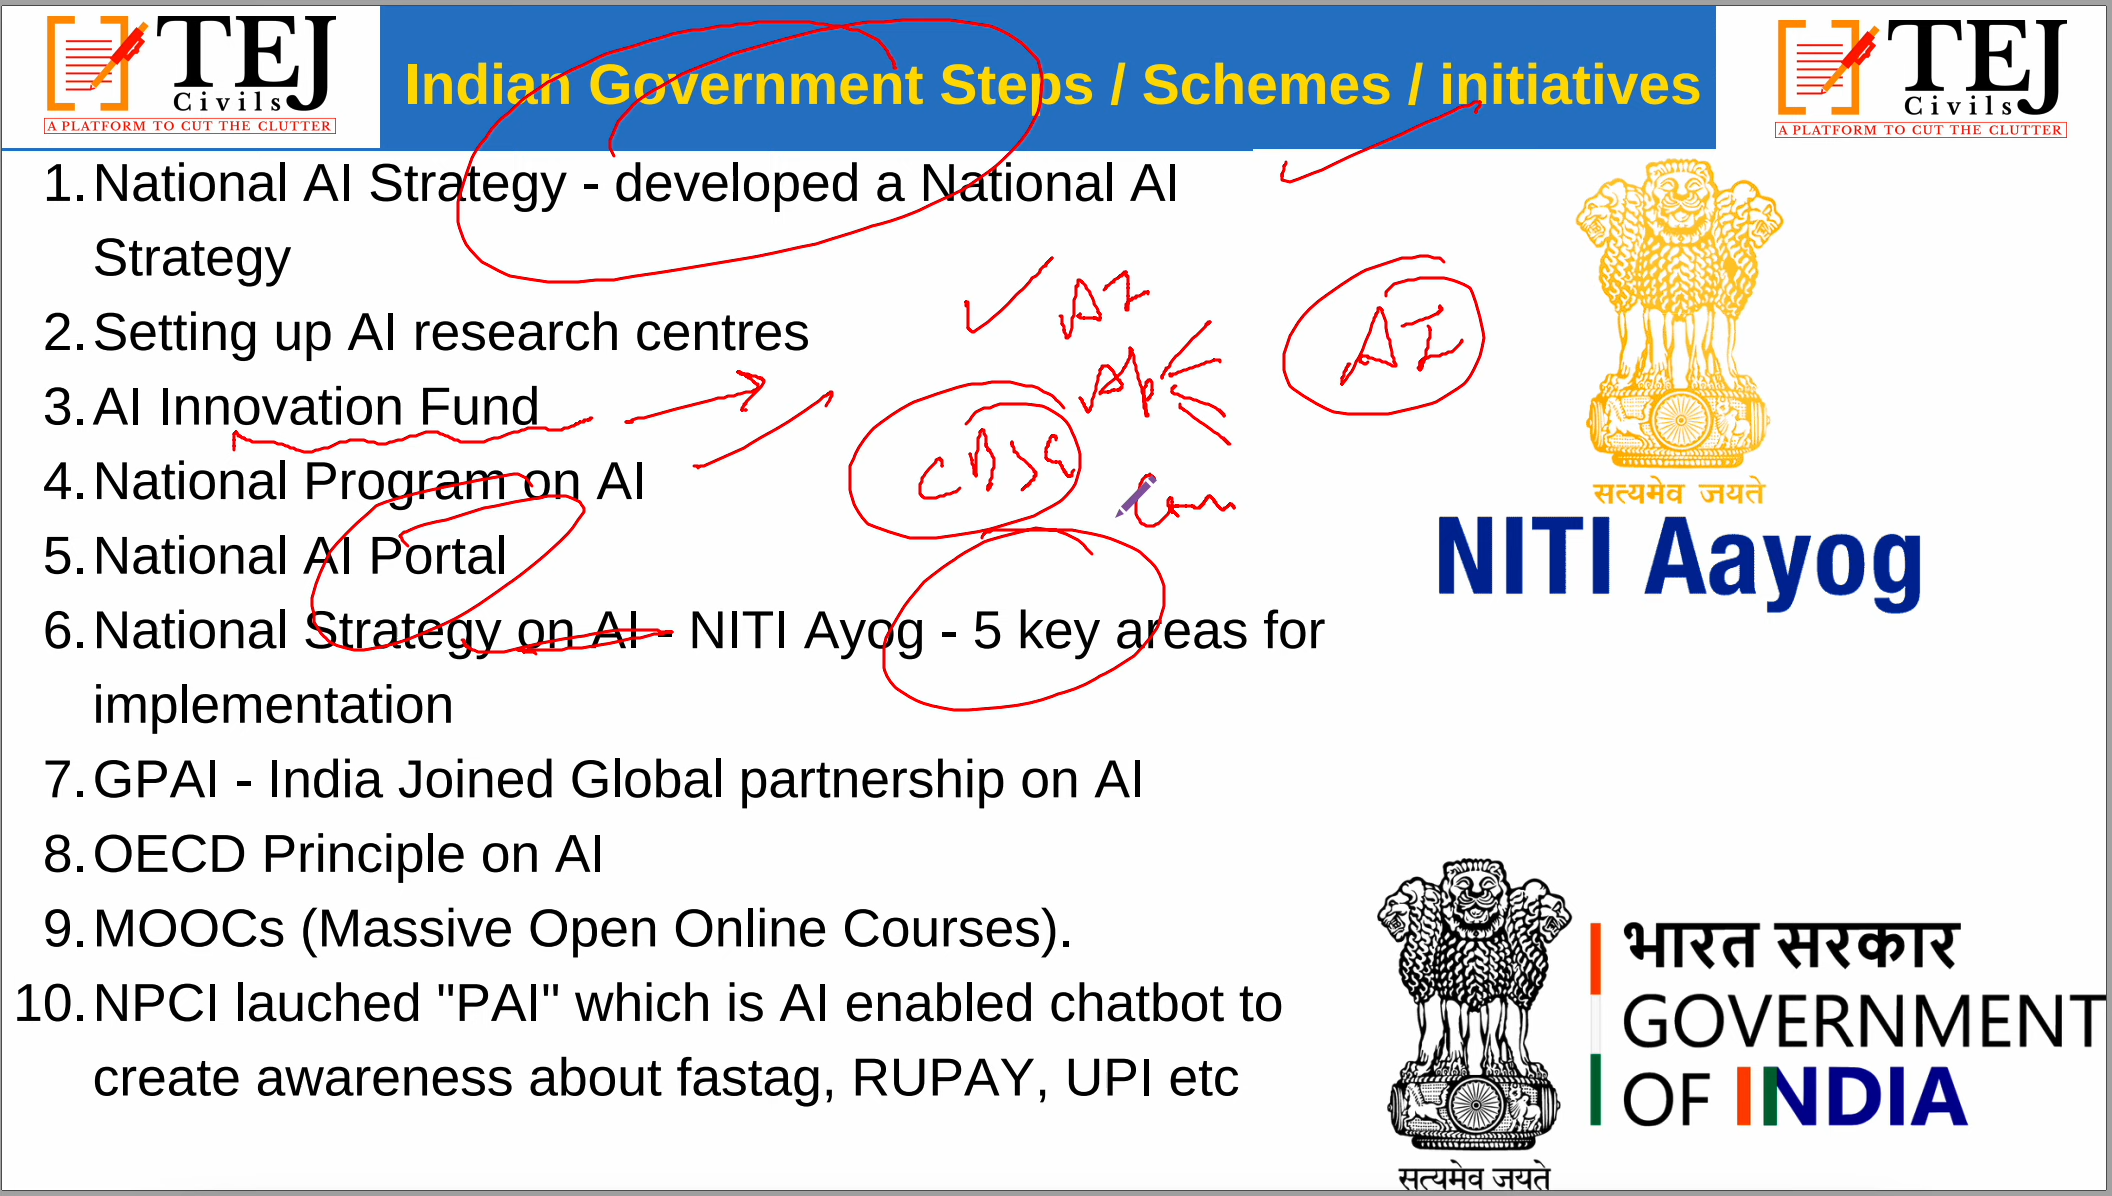 TEJ
Civils
A PLATFORM TO CUT THE CLUTTER
Indian Government Steps / Schemes / initiatives
TEJ
Civils
A PLATFORM TO CUT THE CLUTTER
1. National AI Strategy - developed a National AI
Strategy
2. Setting up AI research centres
3. AI Innovation Fund
4. National Program on AI
5. National AI Portal
6. National Strategy on AI - NITI Ayog - 5 key areas for
implementation
7. GPAI - India Joined Global partnership on AI
8. OECD Principle on AI
9. MOOCs (Massive Open Online Courses).
10. NPCI lauched "PAI" which is AI enabled chatbot to
create awareness about fastag, RUPAY, UPI etc
AI
AI
सत्यमेव जयते
NITI Aayog
भारत सरकार
GOVERNMENT
OF INDIA
सत्यमेव जयते